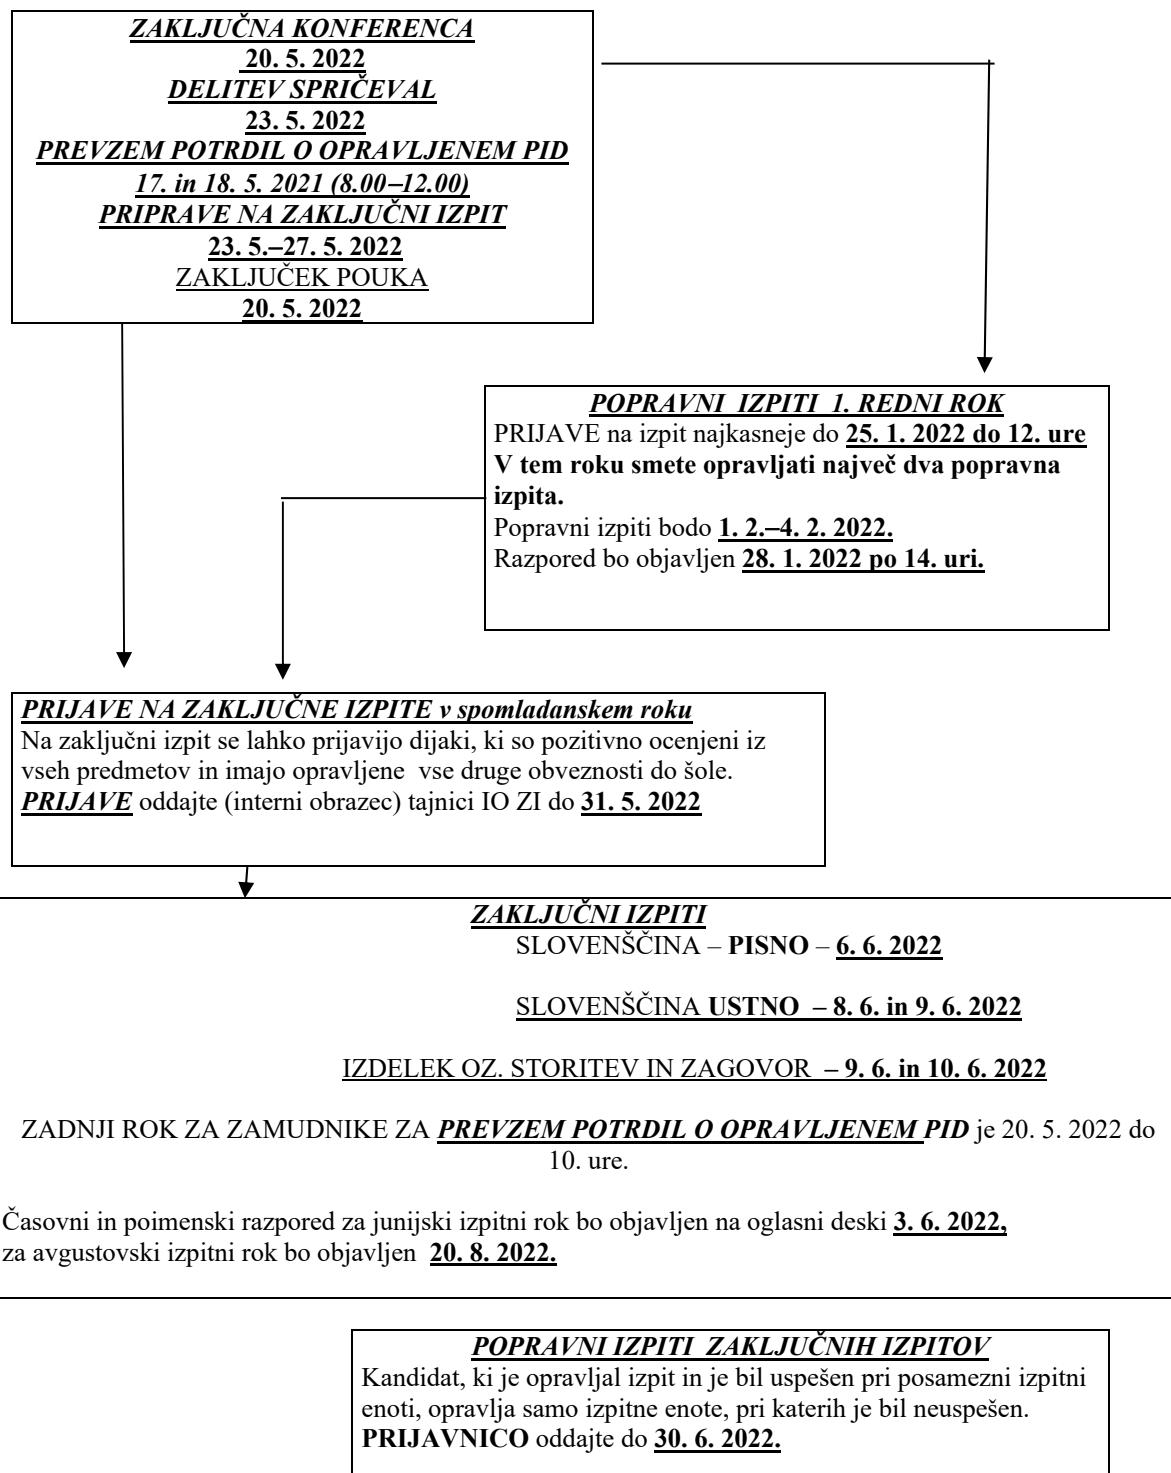 ZAKLJUČNA KONFERENCA
20. 5. 2022
DELITEV SPRIČEVAL
23. 5. 2022
PREVZEM POTRDIL O OPRAVLJENEM PID
17. in 18. 5. 2021 (8.00–12.00)
PRIPRAVE NA ZAKLJUČNI IZPIT
23. 5.–27. 5. 2022
ZAKLJUČEK POUKA
20. 5. 2022
POPRAVNI IZPITI 1. REDNI ROK
PRIJAVE na izpit najkasneje do 25. 1. 2022 do 12. ure
V tem roku smete opravljati največ dva popravna
izpita.
Popravni izpiti bodo 1. 2.–4. 2. 2022.
Razpored bo objavljen 28. 1. 2022 po 14. uri.
PRIJAVE NA ZAKLJUČNE IZPITE v spomladanskem roku
Na zaključni izpit se lahko prijavijo dijaki, ki so pozitivno ocenjeni iz
vseh predmetov in imajo opravljene vse druge obveznosti do šole.
PRIJAVE oddajte (interni obrazec) tajnici IO ZI do 31. 5. 2022
ZAKLJUČNI IZPITI
SLOVENŠČINA – PISNO – 6. 6. 2022
SLOVENŠČINA USTNO – 8. 6. in 9. 6. 2022
IZDELEK OZ. STORITEV IN ZAGOVOR – 9. 6. in 10. 6. 2022
ZADNJI ROK ZA ZAMUDNIKE ZA PREVZEM POTRDIL O OPRAVLJENEM PID je 20. 5. 2022 do
10. ure.
Časovni in poimenski razpored za junijski izpitni rok bo objavljen na oglasni deski 3. 6. 2022,
za avgustovski izpitni rok bo objavljen 20. 8. 2022.
POPRAVNI IZPITI ZAKLJUČNIH IZPITOV
Kandidat, ki je opravljal izpit in je bil uspešen pri posamezni izpitni
enoti, opravlja samo izpitne enote, pri katerih je bil neuspešen.
PRIJAVNICO oddajte do 30. 6. 2022.